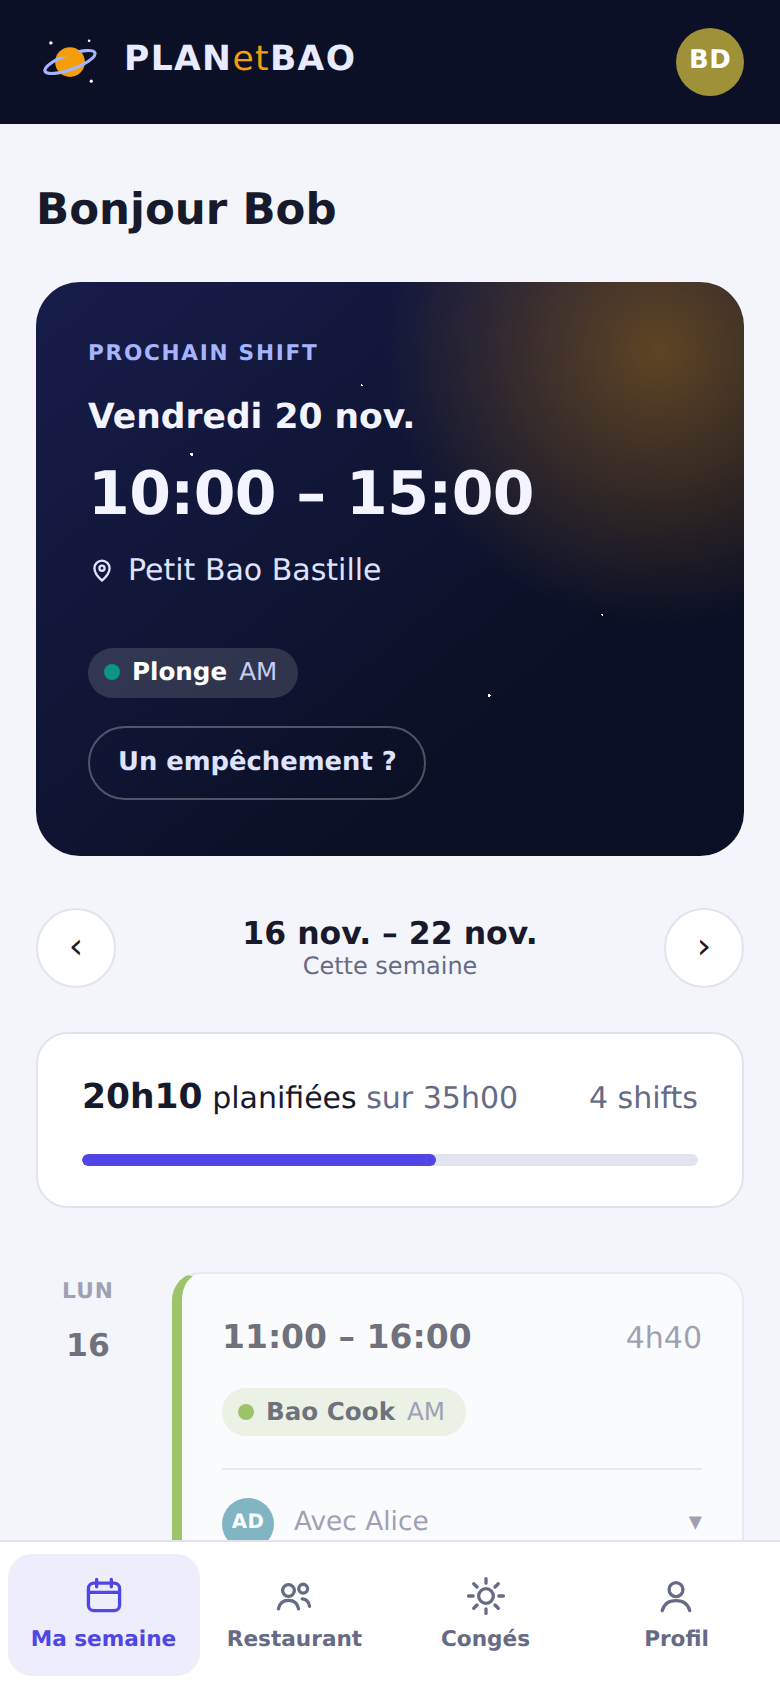 PLANetBAO
BD
Bonjour Bob
PROCHAIN SHIFT
Vendredi 20 nov.
10:00 – 15:00
Petit Bao Bastille
Plonge AM
Un empêchement ?
‹
16 nov. – 22 nov.
Cette semaine
›
20h10 planifiées sur 35h00
4 shifts
LUN
16
11:00 – 16:00
4h40
Bao Cook AM
AD
Avec Alice
▼
Ma semaine
Restaurant
Congés
Profil